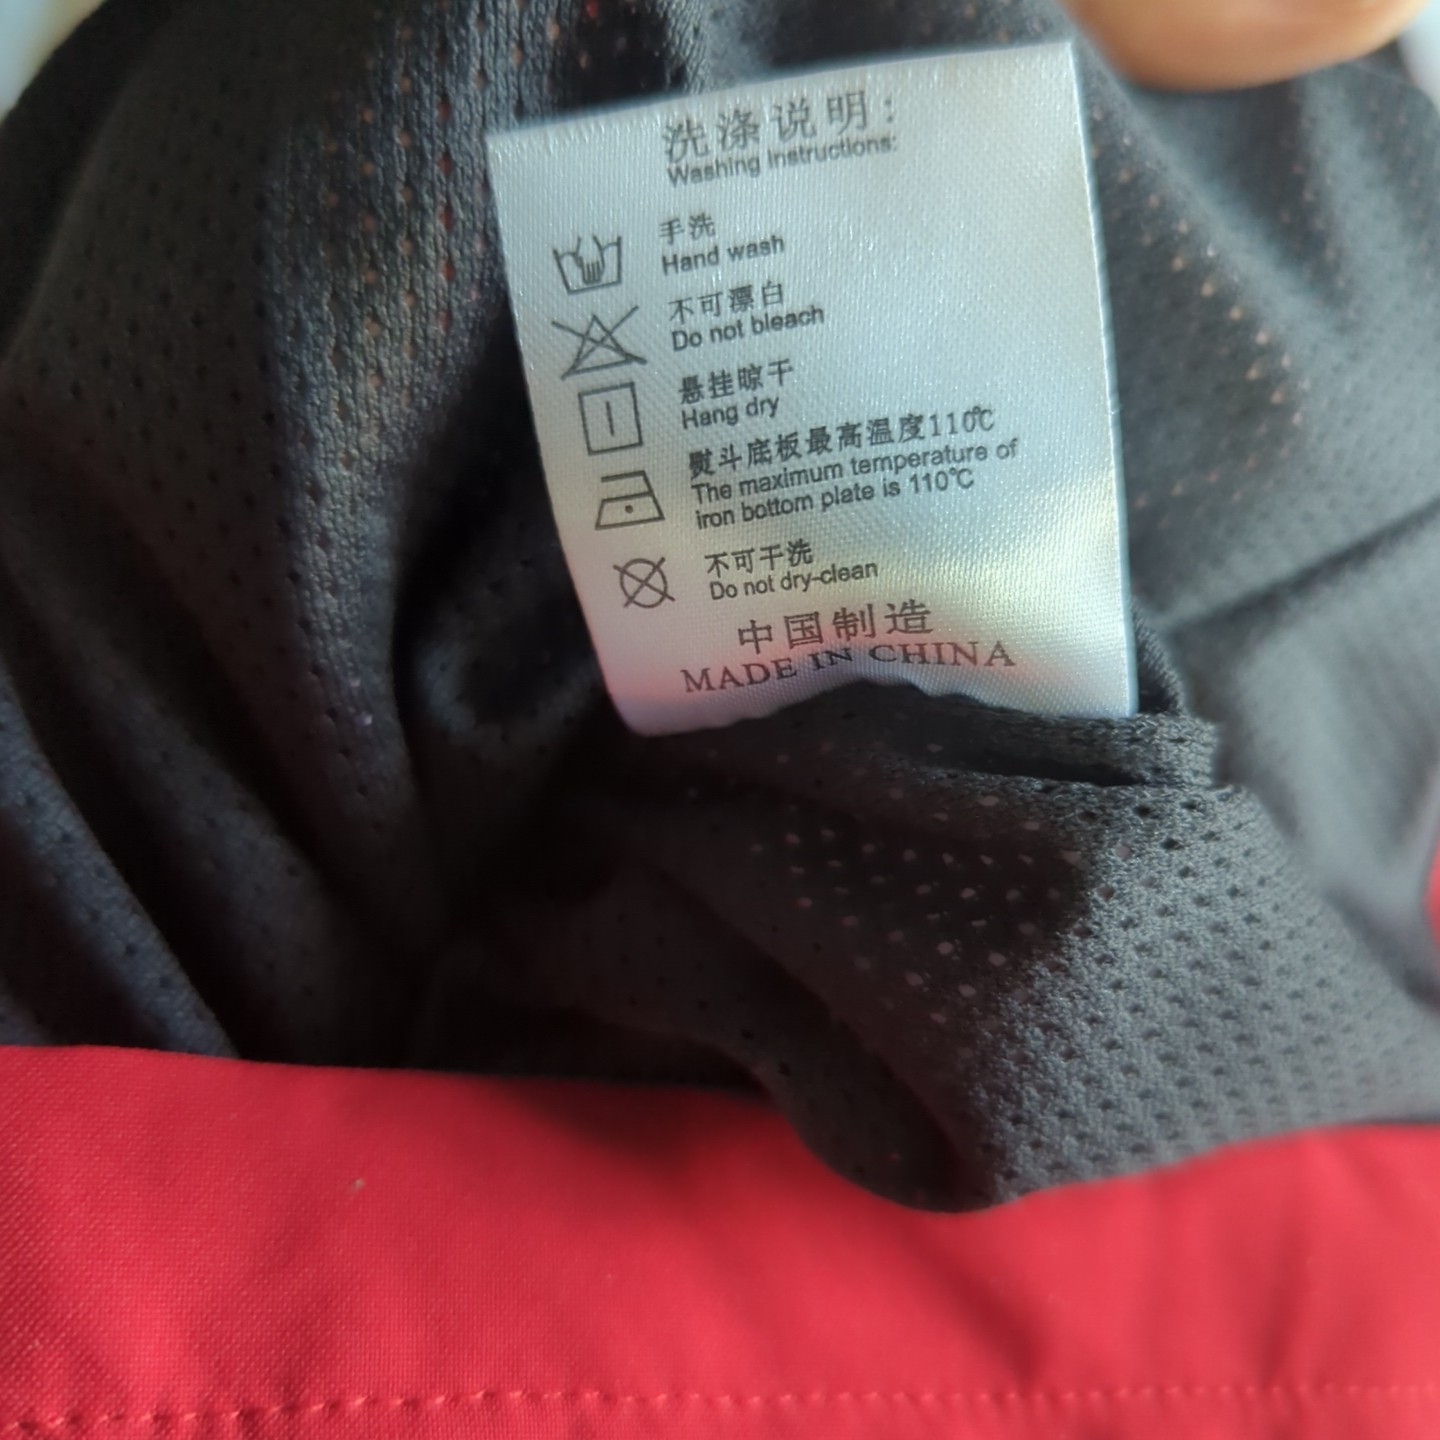 洗涤说明:
Washing Instructions:
手洗
Hand wash
不可漂白
Do not bleach
悬挂晾干
Hang dry
熨斗底板最高温度110℃
The maximum temperature of
iron bottom plate is 110℃
不可干洗
Do not dry-clean
中国制造
MADE IN CHINA